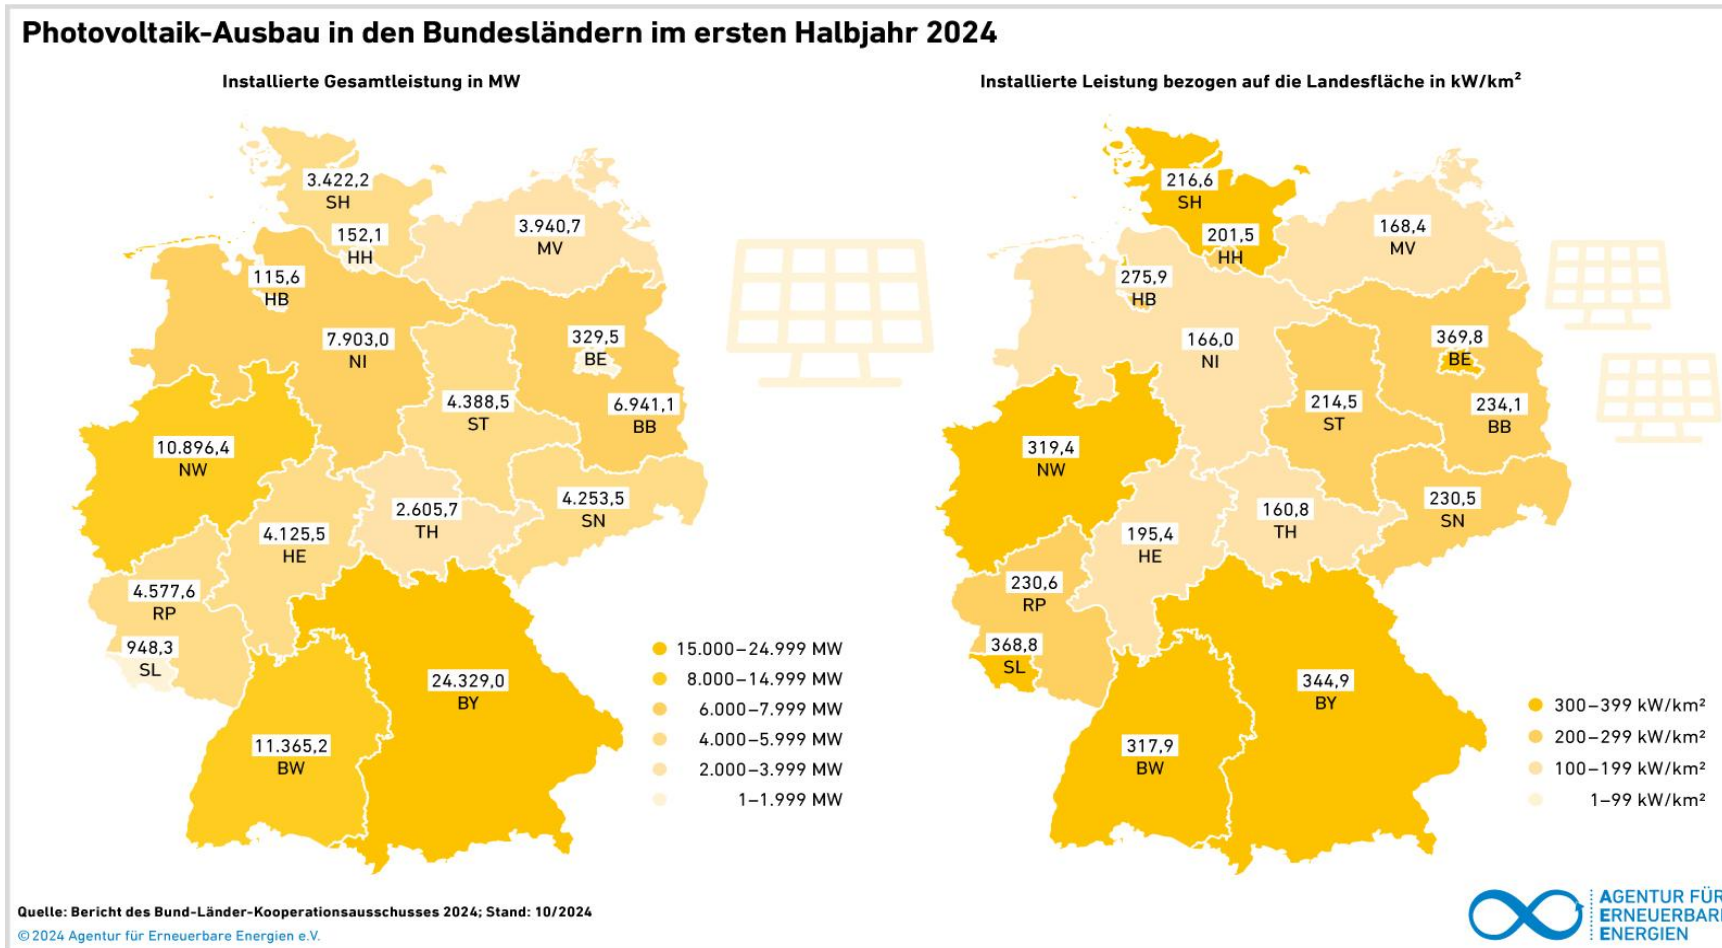 Photovoltaik-Ausbau in den Bundesländern im ersten Halbjahr 2024
Installierte Gesamtleistung in MW
3.422,2
SH
152,1
HH
3.940,7
MV
115,6
HB
7.903,0
NI
329,5
BE
4.388,5
ST
6.941,1
BB
10.896,4
NW
4.253,5
SN
2.605,7
TH
4.125,5
HE
4.577,6
RP
948,3
SL
24.329,0
BY
11.365,2
BW
15.000–24.999 MW
8.000–14.999 MW
6.000–7.999 MW
4.000–5.999 MW
2.000–3.999 MW
1–1.999 MW
Installierte Leistung bezogen auf die Landesfläche in kW/km²
216,6
SH
201,5
HH
168,4
MV
275,9
HB
166,0
NI
369,8
BE
214,5
ST
234,1
BB
319,4
NW
230,5
SN
160,8
TH
195,4
HE
230,6
RP
368,8
SL
344,9
BY
317,9
BW
300–399 kW/km²
200–299 kW/km²
100–199 kW/km²
1–99 kW/km²
Quelle: Bericht des Bund-Länder-Kooperationsausschusses 2024; Stand: 10/2024
© 2024 Agentur für Erneuerbare Energien e.V.
AGENTUR FÜR
ERNEUERBARE
ENERGIEN